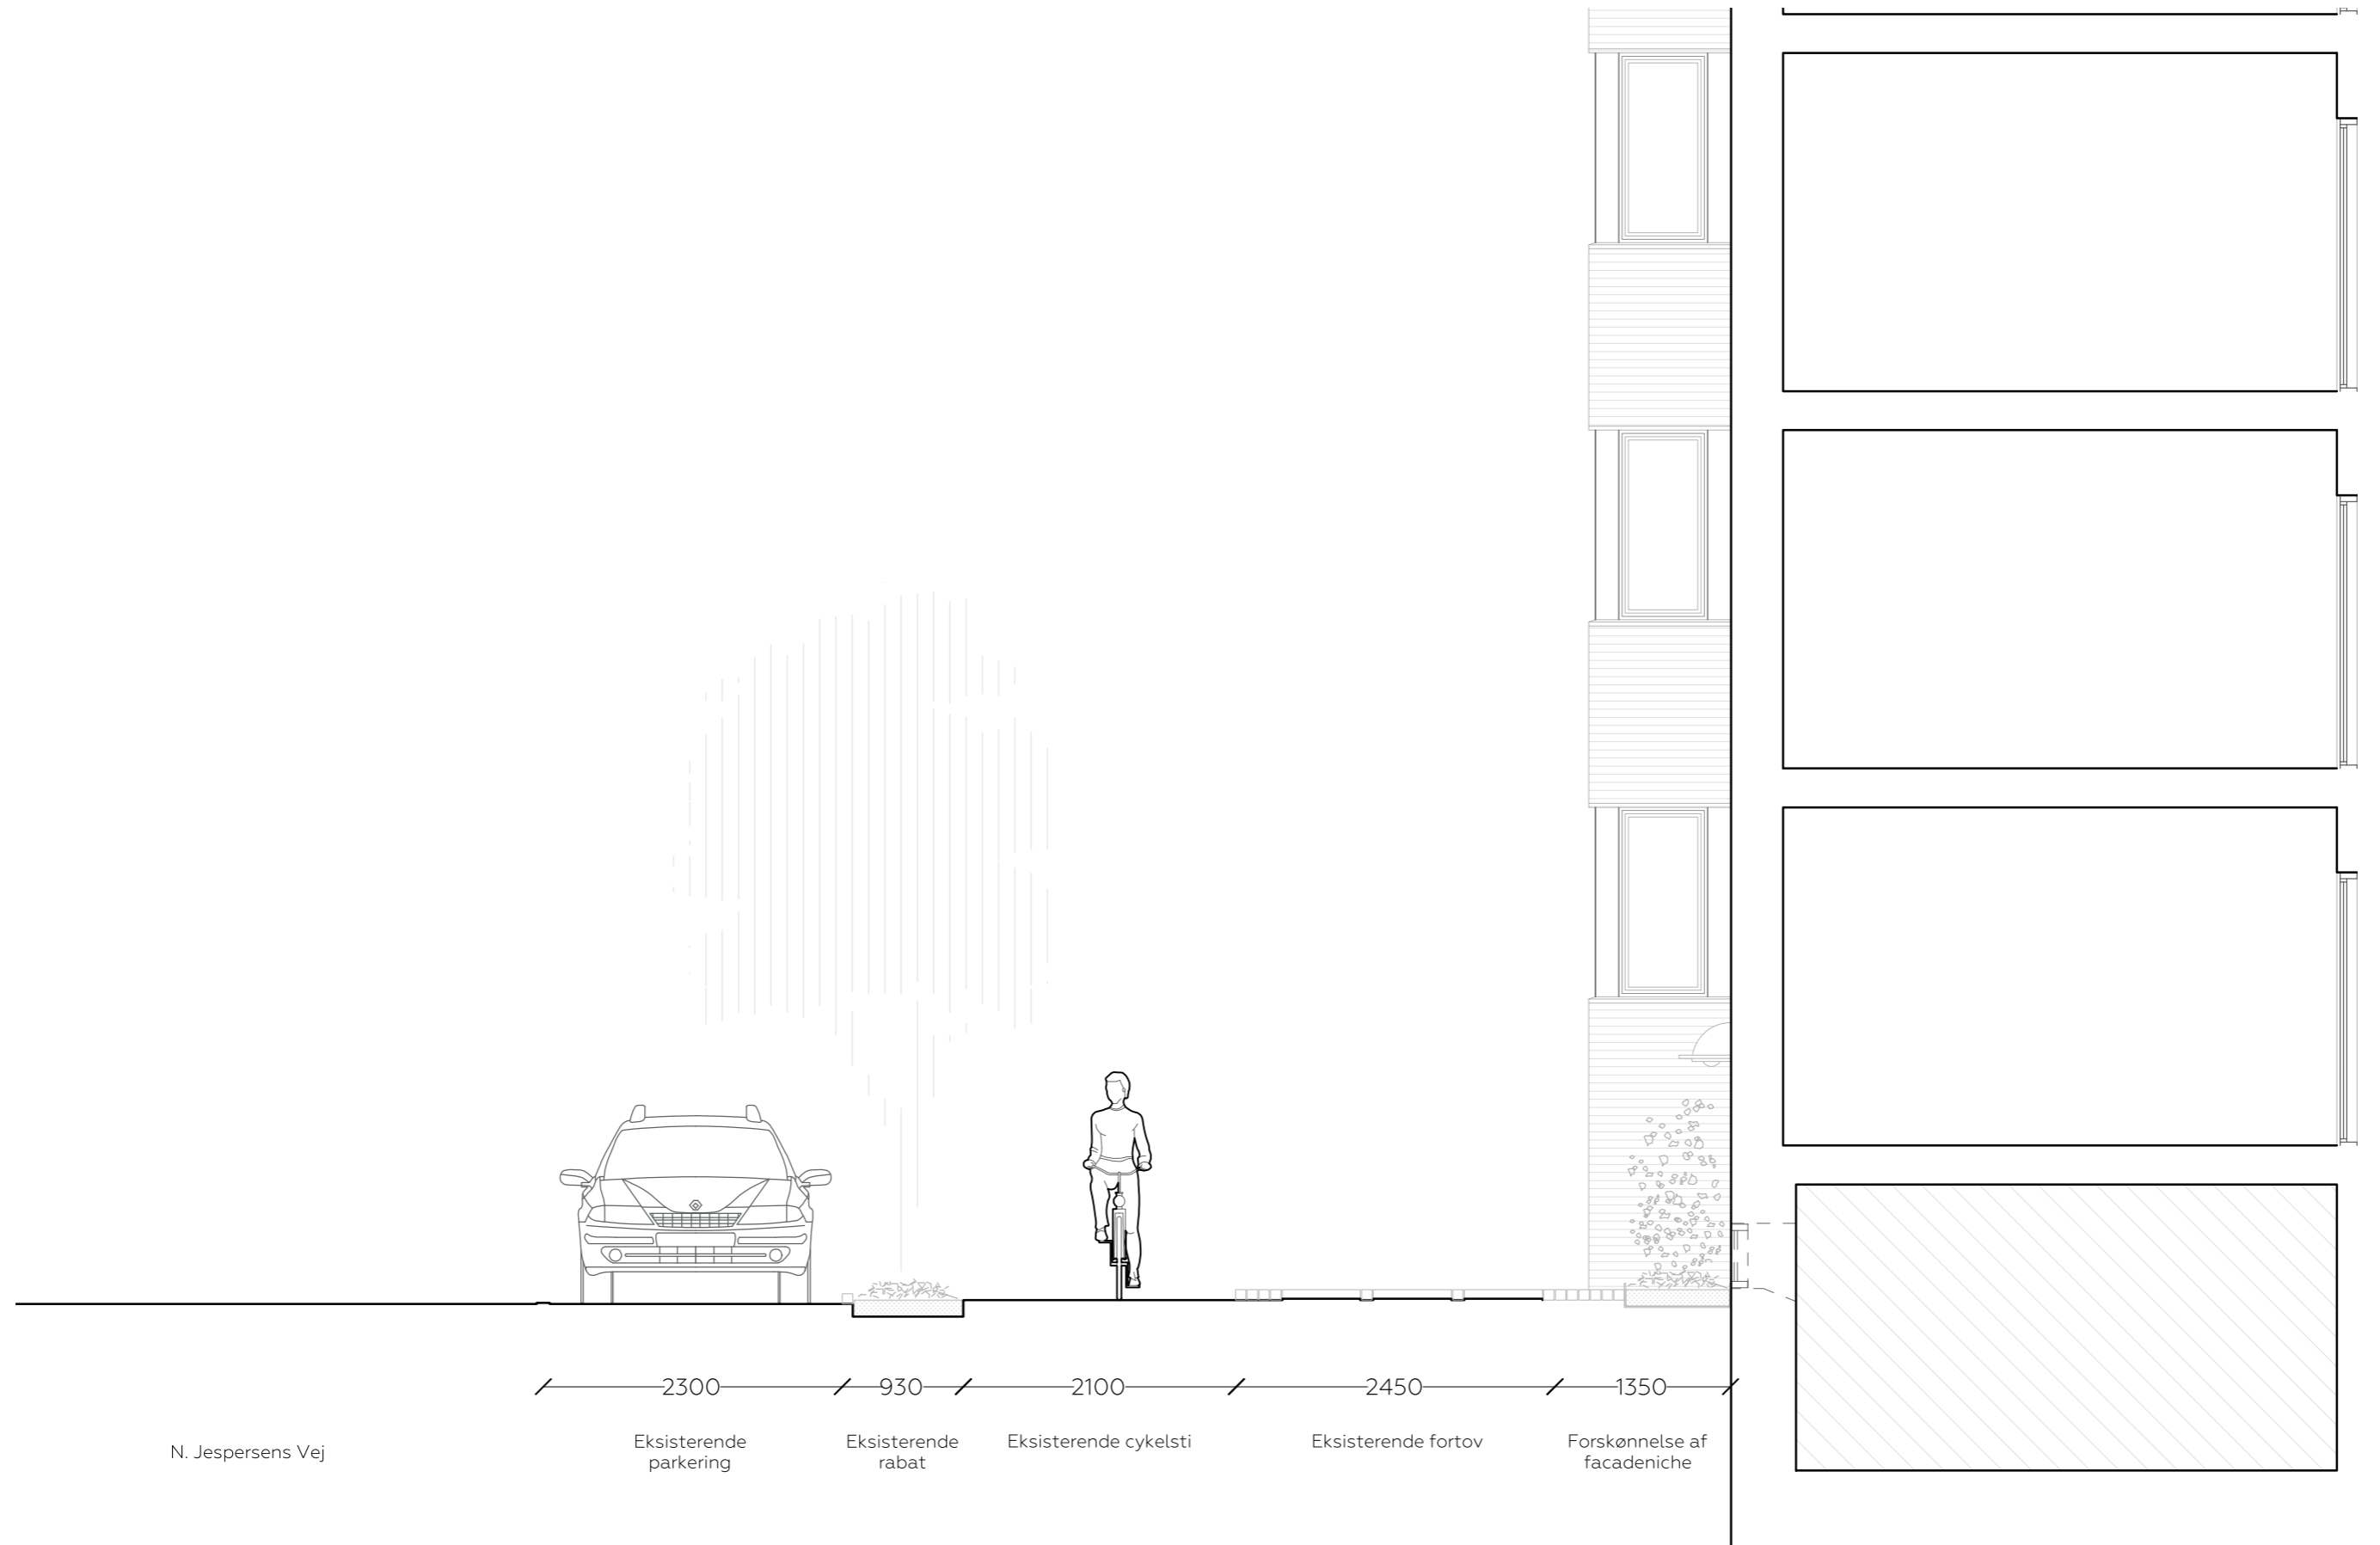 2300
930
2100
2450
1350
N. Jespersens Vej
Eksisterende
parkering
Eksisterende
rabat
Eksisterende cykelsti
Eksisterende fortov
Forskønnelse af
facadeniche